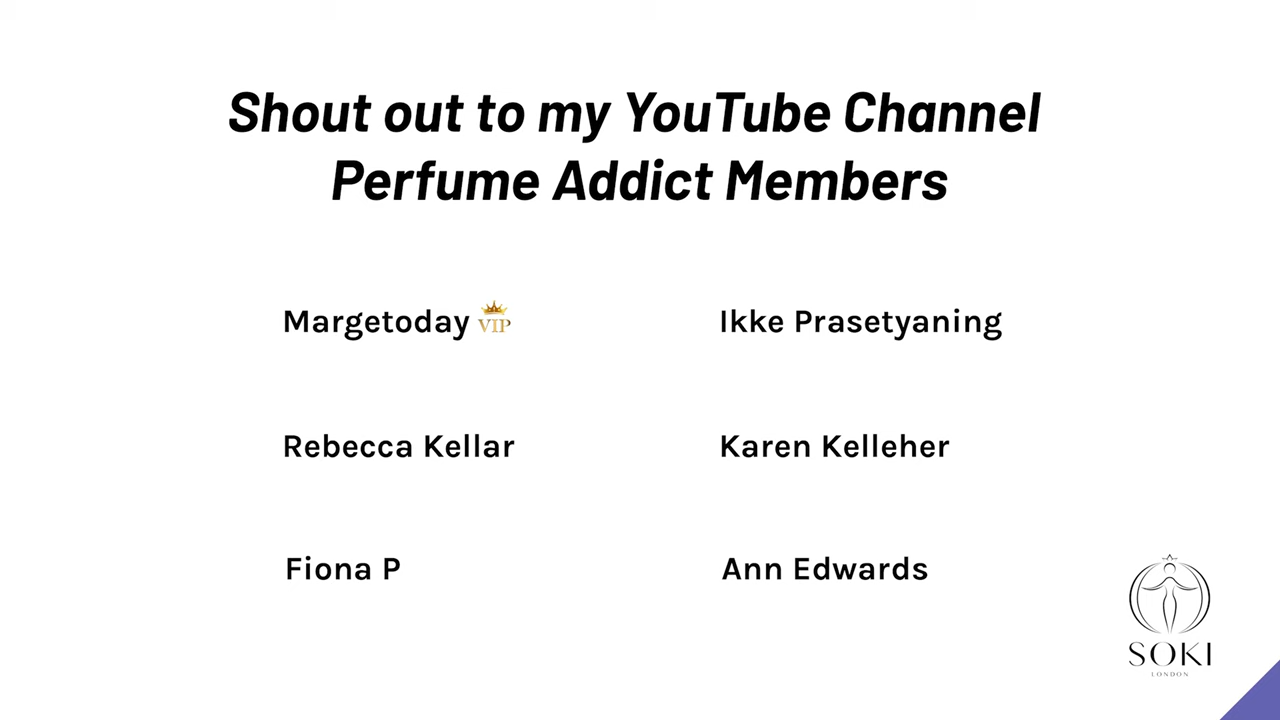 Shout out to my YouTube Channel
Perfume Addict Members
Margetoday VIP
Ikke Prasetyaning
Rebecca Kellar
Karen Kelleher
Fiona P
Ann Edwards
SOKI
LONDON